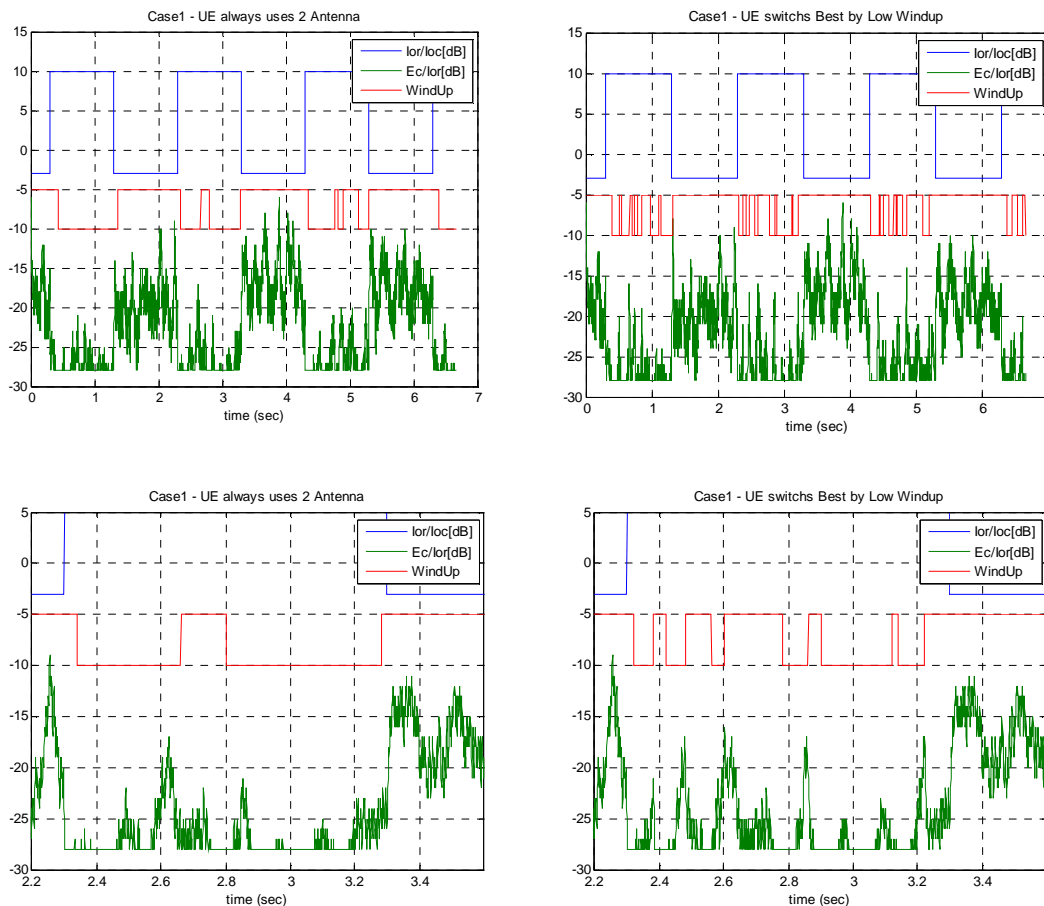 Case1 - UE always uses 2 Antenna
15
10
5
0
-5
-10
-15
-20
-25
-30
0 1 2 3 4 5 6 7
time (sec)
Ior/Ioc[dB]
Ec/Ior[dB]
WindUp
Case1 - UE switchs Best by Low Windup
15
10
5
0
-5
-10
-15
-20
-25
-30
0 1 2 3 4 5 6
time (sec)
Ior/Ioc[dB]
Ec/Ior[dB]
WindUp
Case1 - UE always uses 2 Antenna
5
0
-5
-10
-15
-20
-25
-30
2.2 2.4 2.6 2.8 3 3.2 3.4
time (sec)
Ior/Ioc[dB]
Ec/Ior[dB]
WindUp
Case1 - UE switchs Best by Low Windup
5
0
-5
-10
-15
-20
-25
-30
2.2 2.4 2.6 2.8 3 3.2 3.4
time (sec)
Ior/Ioc[dB]
Ec/Ior[dB]
WindUp